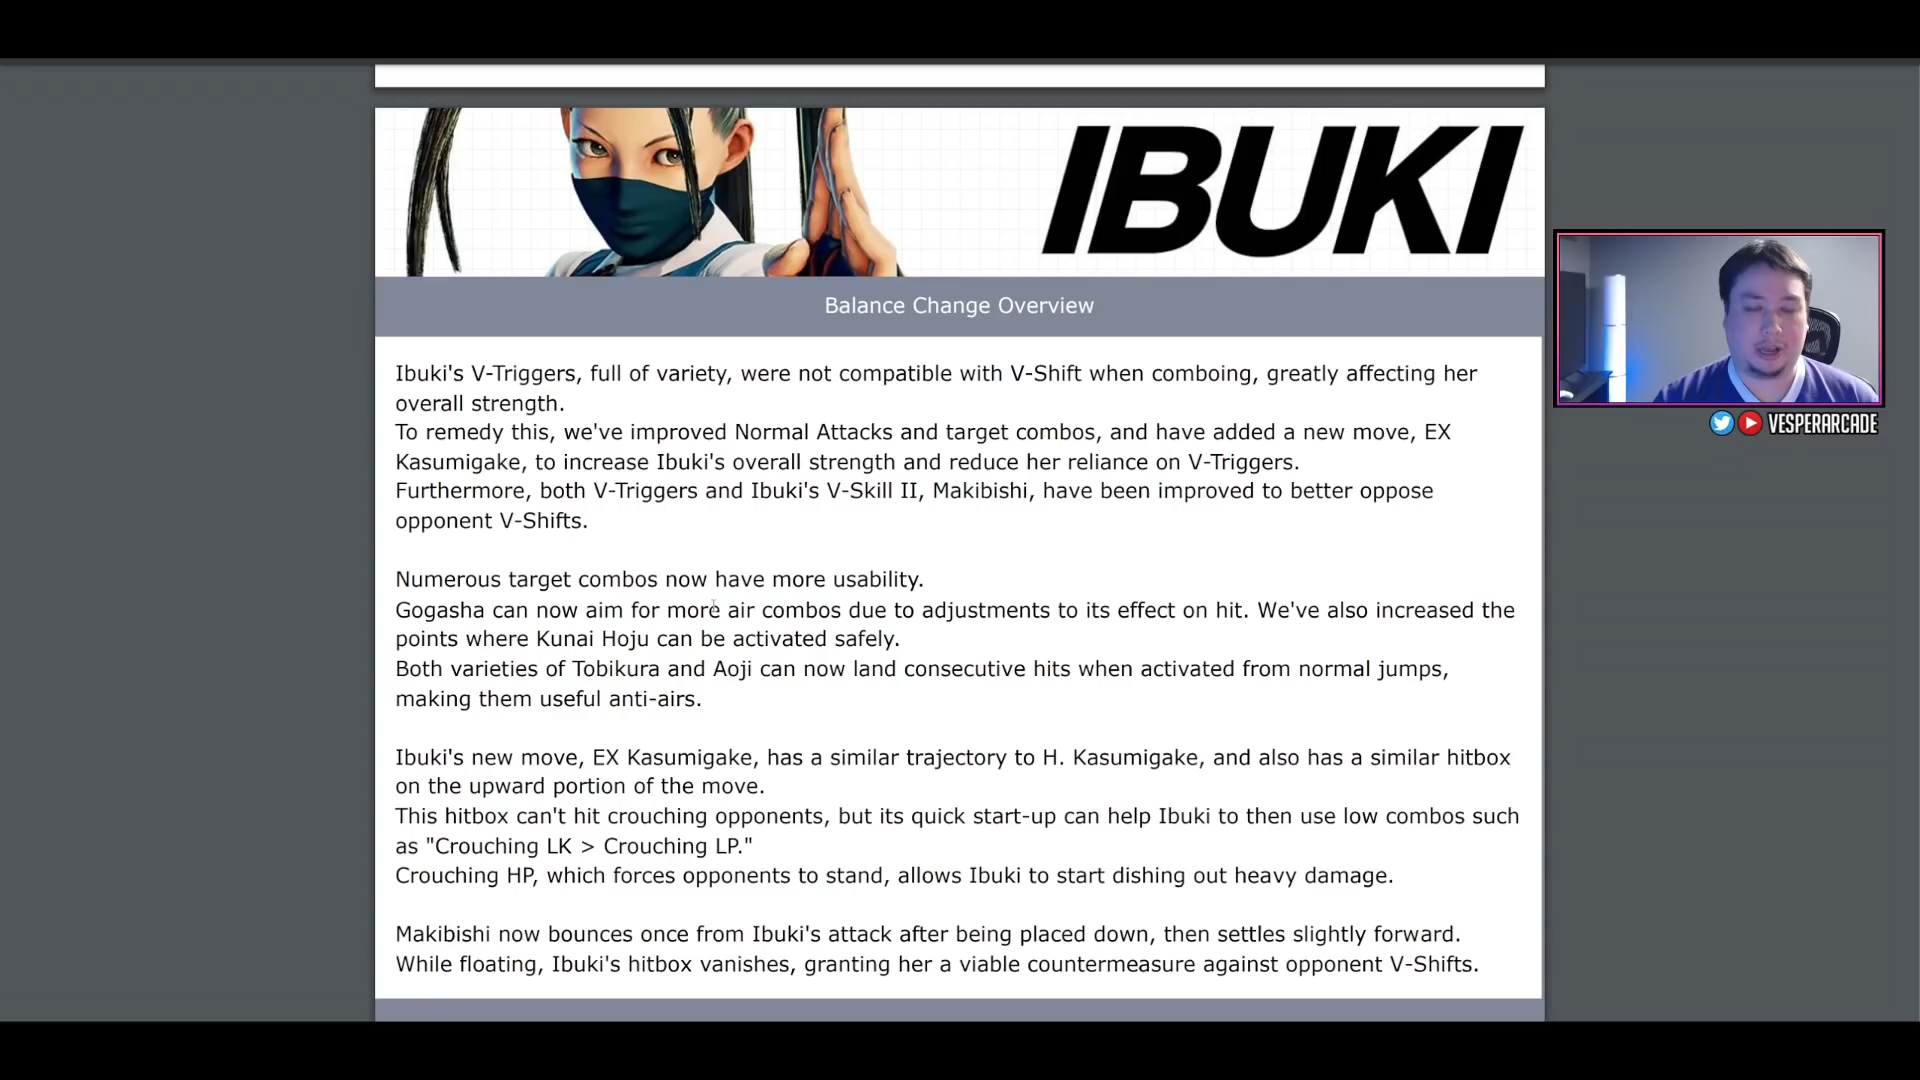 IBUKI
Balance Change Overview
Ibuki's V-Triggers, full of variety, were not compatible with V-Shift when comboing, greatly affecting her
overall strength.
To remedy this, we've improved Normal Attacks and target combos, and have added a new move, EX
Kasumigake, to increase Ibuki's overall strength and reduce her reliance on V-Triggers.
Furthermore, both V-Triggers and Ibuki's V-Skill II, Makibishi, have been improved to better oppose
opponent V-Shifts.
Numerous target combos now have more usability.
Gogasha can now aim for more air combos due to adjustments to its effect on hit. We've also increased the
points where Kunai Hoju can be activated safely.
Both varieties of Tobikura and Aoji can now land consecutive hits when activated from normal jumps,
making them useful anti-airs.
Ibuki's new move, EX Kasumigake, has a similar trajectory to H. Kasumigake, and also has a similar hitbox
on the upward portion of the move.
This hitbox can't hit crouching opponents, but its quick start-up can help Ibuki to then use low combos such
as "Crouching LK > Crouching LP."
Crouching HP, which forces opponents to stand, allows Ibuki to start dishing out heavy damage.
Makibishi now bounces once from Ibuki's attack after being placed down, then settles slightly forward.
While floating, Ibuki's hitbox vanishes, granting her a viable countermeasure against opponent V-Shifts.
VESPERARCADE